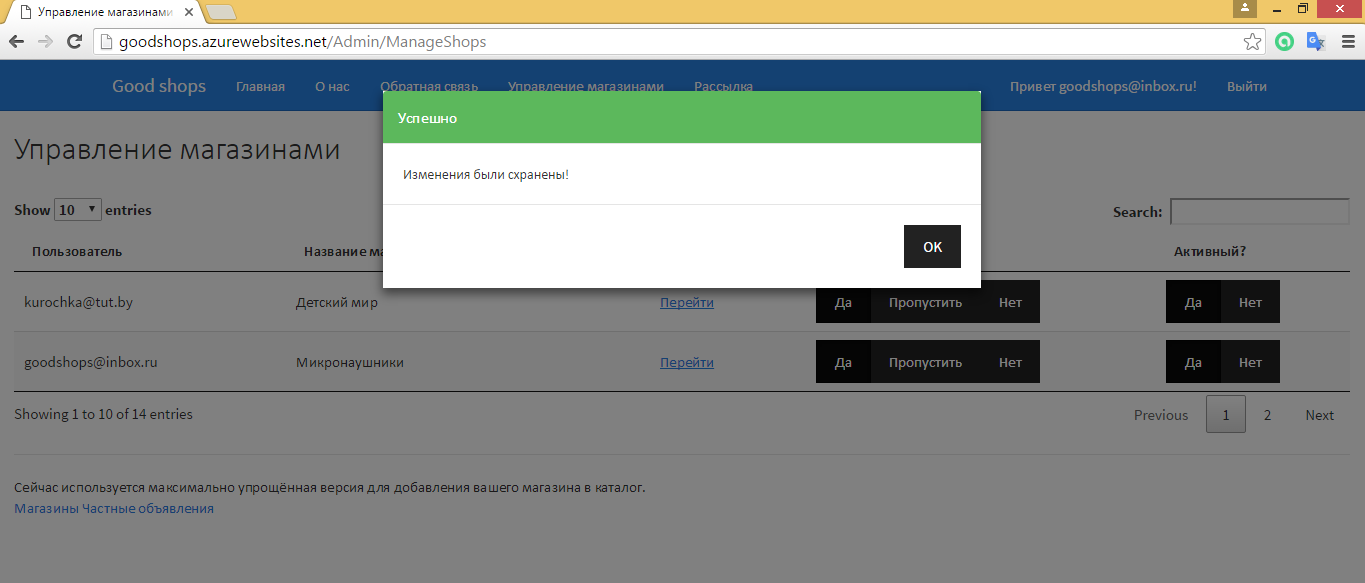 Управление магазинами
goodshops.azurewebsites.net/Admin/ManageShops
Good shops Главная О нас Обратная связь Управление магазинами Рассылка Привет goodshops@inbox.ru! Выйти
Успешно
Управление магазинами
Изменения были схранены!
Show 10 entries Search:
OK
Пользователь Название ма Активный?
kurochka@tut.by Детский мир Перейти Да Пропустить Нет Да Нет
goodshops@inbox.ru Микронаушники Перейти Да Пропустить Нет Да Нет
Showing 1 to 10 of 14 entries Previous 1 2 Next
Сейчас используется максимально упрощённая версия для добавления вашего магазина в каталог.
Магазины Частные объявления